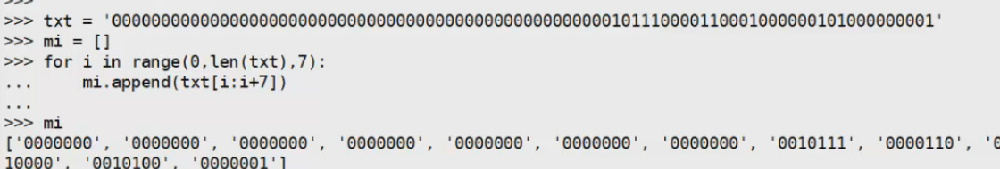 >>> txt = '000000000000000000000000000000000000000000000000000101110000110001000000101000000001'
>>> mi = []
>>> for i in range(0,len(txt),7):
...     mi.append(txt[i:i+7])
...
>>> mi
['0000000', '0000000', '0000000', '0000000', '0000000', '0000000', '0000000', '0010111', '0000110', '0
10000', '0010100', '0000001']